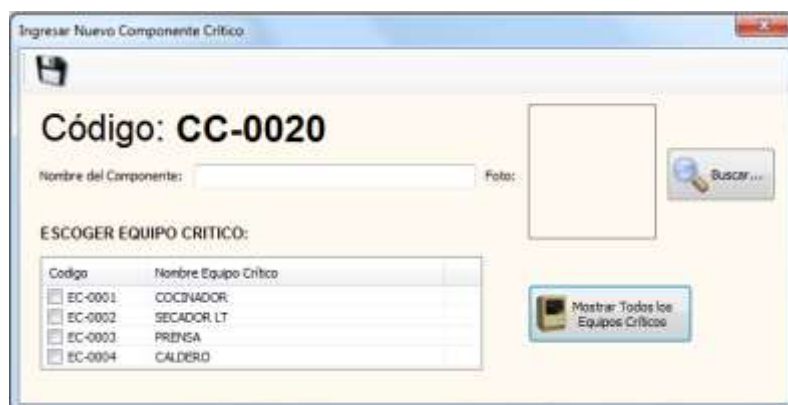 Ingresar Nuevo Componente Crítico
Código: CC-0020
Nombre del Componente:
Foto:
Buscar...
ESCOGER EQUIPO CRITICO:
Codigo Nombre Equipo Crítico
EC-0001 COCINADOR
EC-0002 SECADOR LT
EC-0003 PRENSA
EC-0004 CALDERO
Mostrar Todos los
Equipos Críticos